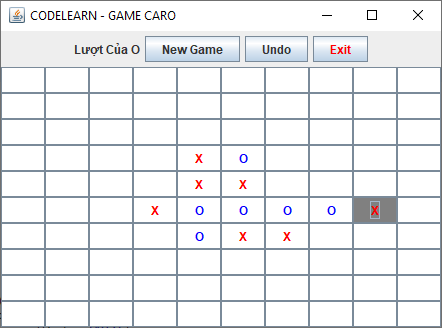 CODELEARN - GAME CARO
Lượt Của O New Game Undo Exit
X O
X X
X O O O O X
O X X